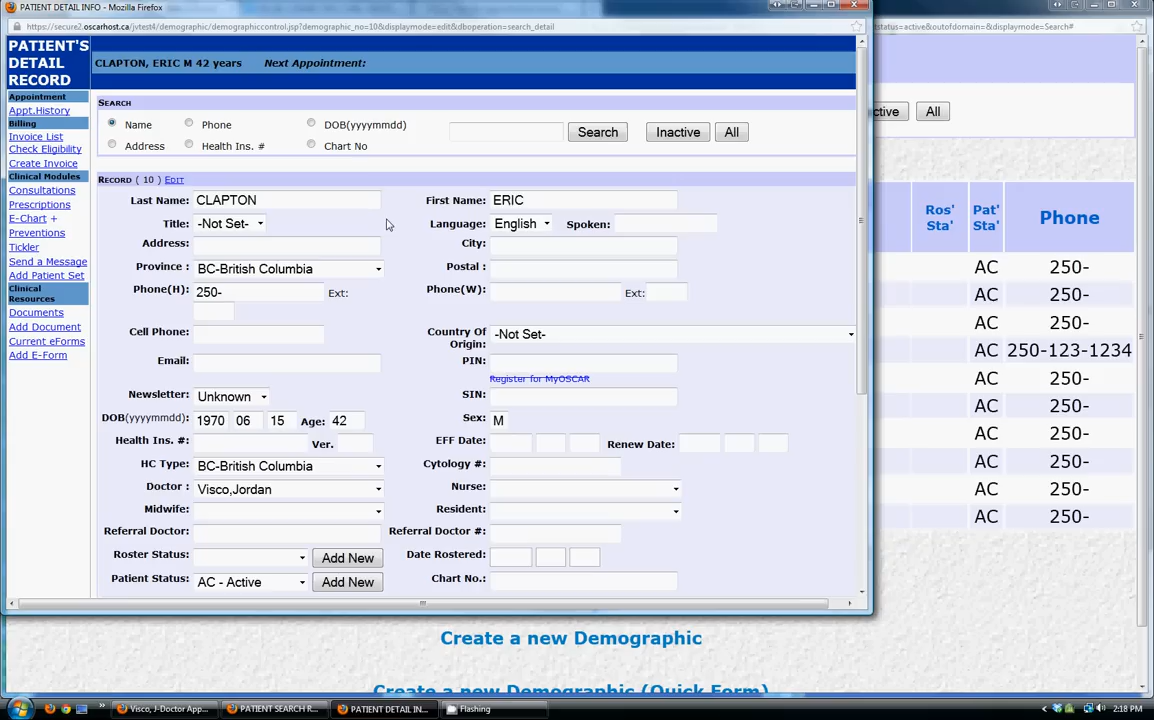 PATIENT DETAIL INFO - Mozilla Firefox
https://secure2.oscarhost.ca/jvtest4/demographic/demographiccontrol.jsp?demographic_no=10&displaymode=edit&dboperation=search_detail
tstatus=active&outofdomain=&displaymode=Search#
PATIENT'S DETAIL RECORD
CLAPTON, ERIC M 42 years Next Appointment:
Appointment
Appt.History
Billing
Invoice List
Check Eligibility
Create Invoice
Clinical Modules
Consultations
Prescriptions
E-Chart +
Preventions
Tickler
Send a Message
Add Patient Set
Clinical Resources
Documents
Add Document
Current eForms
Add E-Form
SEARCH
Name Phone DOB(yyyymmdd) Search Inactive All
Address Health Ins. # Chart No
RECORD ( 10 ) EDIT
Last Name: CLAPTON First Name: ERIC
Title: -Not Set- Language: English Spoken:
Address: City:
Province : BC-British Columbia Postal :
Phone(H): 250- Ext: Phone(W): Ext:
Cell Phone: Country Of Origin: -Not Set-
Email: PIN:
Register for MyOSCAR
Newsletter: Unknown SIN:
DOB(yyyymmdd): 1970 06 15 Age: 42 Sex: M
Health Ins. #: Ver. EFF Date: Renew Date:
HC Type: BC-British Columbia Cytology #:
Doctor : Visco,Jordan Nurse:
Midwife: Resident:
Referral Doctor: Referral Doctor #:
Roster Status: Add New Date Rostered:
Patient Status: AC - Active Add New Chart No.:
ctive All
Ros' Sta' Pat' Sta' Phone
AC 250-
AC 250-
AC 250-
AC 250-123-1234
AC 250-
AC 250-
AC 250-
AC 250-
AC 250-
AC 250-
Create a new Demographic
Create a new Demographic (Quick Form)
Visco, J-Doctor App... PATIENT SEARCH R... PATIENT DETAIL IN... Flashing 2:18 PM